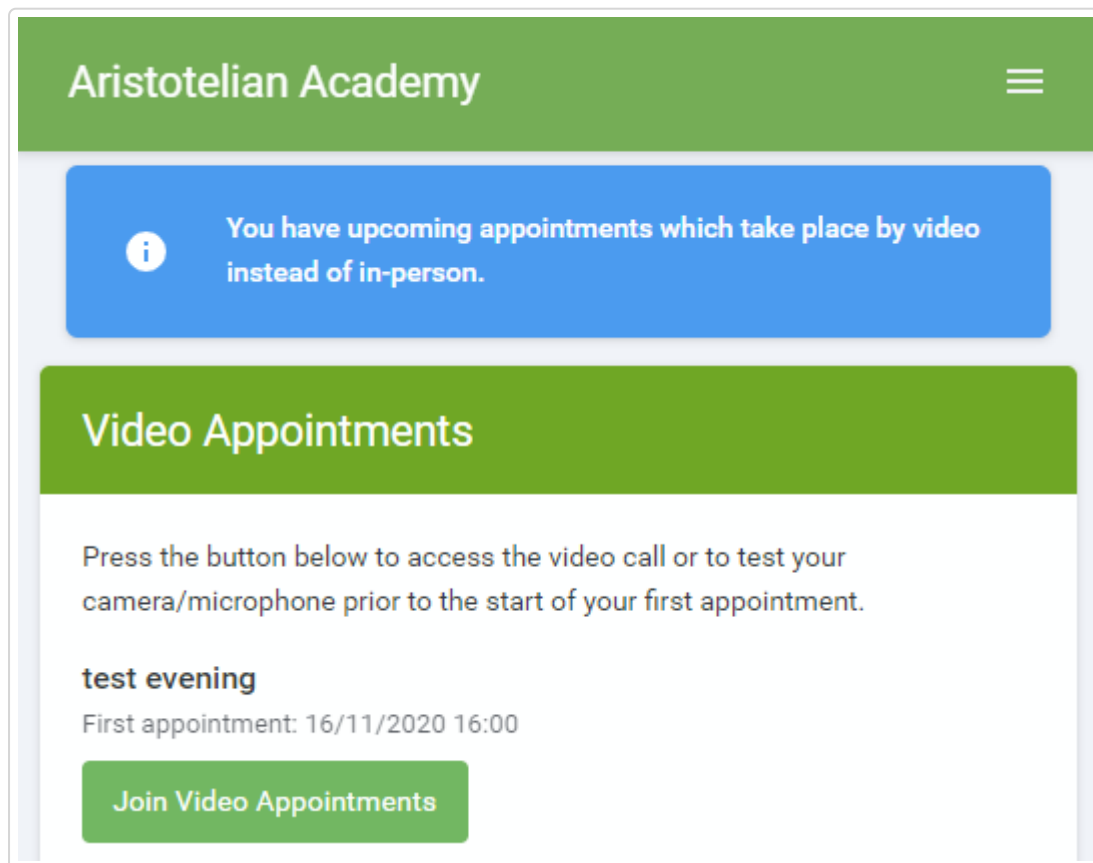 Aristotelian Academy
You have upcoming appointments which take place by video
instead of in-person.
Video Appointments
Press the button below to access the video call or to test your
camera/microphone prior to the start of your first appointment.
test evening
First appointment: 16/11/2020 16:00
Join Video Appointments